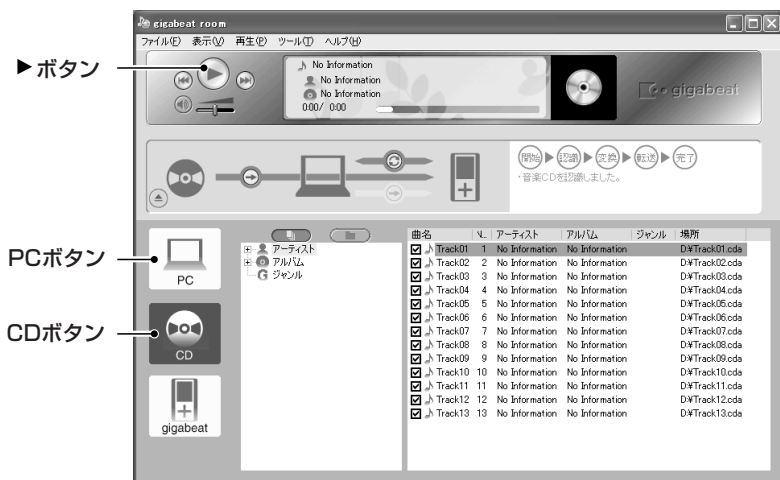 gigabeat room
ファイル(F) 表示(V) 再生(P) ツール(T) ヘルプ(H)
▶ボタン
No Information
No Information
No Information
0:00/ 0:00
gigabeat
開始▶認識▶変換▶転送▶完了
・音楽CDを認識しました。
PCボタン
PC
CDボタン
CD
gigabeat
アーティスト
アルバム
ジャンル
曲名 アーティスト アルバム ジャンル 場所
Track01 1 No Information No Information D:¥Track01.cda
Track02 2 No Information No Information D:¥Track02.cda
Track03 3 No Information No Information D:¥Track03.cda
Track04 4 No Information No Information D:¥Track04.cda
Track05 5 No Information No Information D:¥Track05.cda
Track06 6 No Information No Information D:¥Track06.cda
Track07 7 No Information No Information D:¥Track07.cda
Track08 8 No Information No Information D:¥Track08.cda
Track09 9 No Information No Information D:¥Track09.cda
Track10 10 No Information No Information D:¥Track10.cda
Track11 11 No Information No Information D:¥Track11.cda
Track12 12 No Information No Information D:¥Track12.cda
Track13 13 No Information No Information D:¥Track13.cda